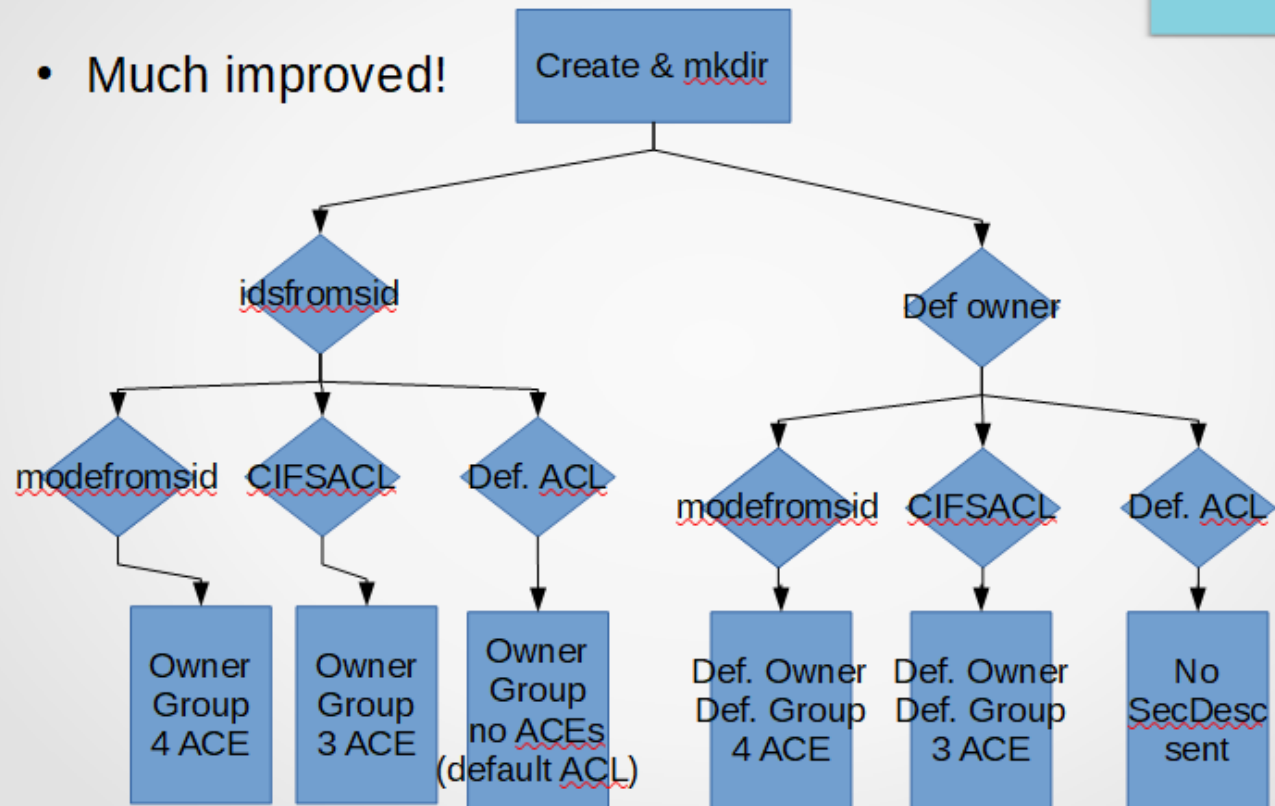 • Much improved!
Create & mkdir
idsfromsid
Def owner
modefromsid
CIFSACL
Def. ACL
modefromsid
CIFSACL
Def. ACL
Owner
Group
4 ACE
Owner
Group
3 ACE
Owner
Group
no ACEs
(default ACL)
Def. Owner
Def. Group
4 ACE
Def. Owner
Def. Group
3 ACE
No
SecDesc
sent